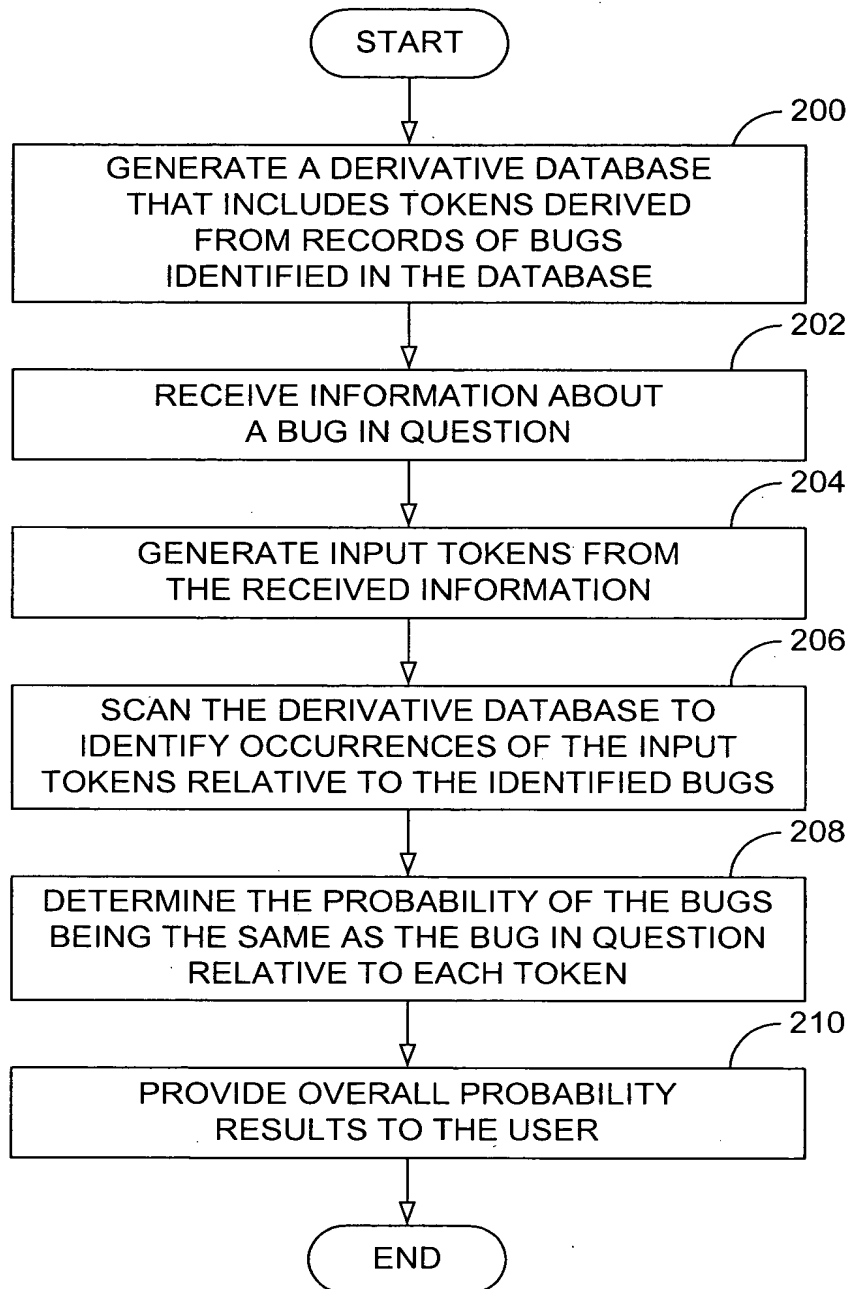 START
200
GENERATE A DERIVATIVE DATABASE
THAT INCLUDES TOKENS DERIVED
FROM RECORDS OF BUGS
IDENTIFIED IN THE DATABASE
202
RECEIVE INFORMATION ABOUT
A BUG IN QUESTION
204
GENERATE INPUT TOKENS FROM
THE RECEIVED INFORMATION
206
SCAN THE DERIVATIVE DATABASE TO
IDENTIFY OCCURRENCES OF THE INPUT
TOKENS RELATIVE TO THE IDENTIFIED BUGS
208
DETERMINE THE PROBABILITY OF THE BUGS
BEING THE SAME AS THE BUG IN QUESTION
RELATIVE TO EACH TOKEN
210
PROVIDE OVERALL PROBABILITY
RESULTS TO THE USER
END